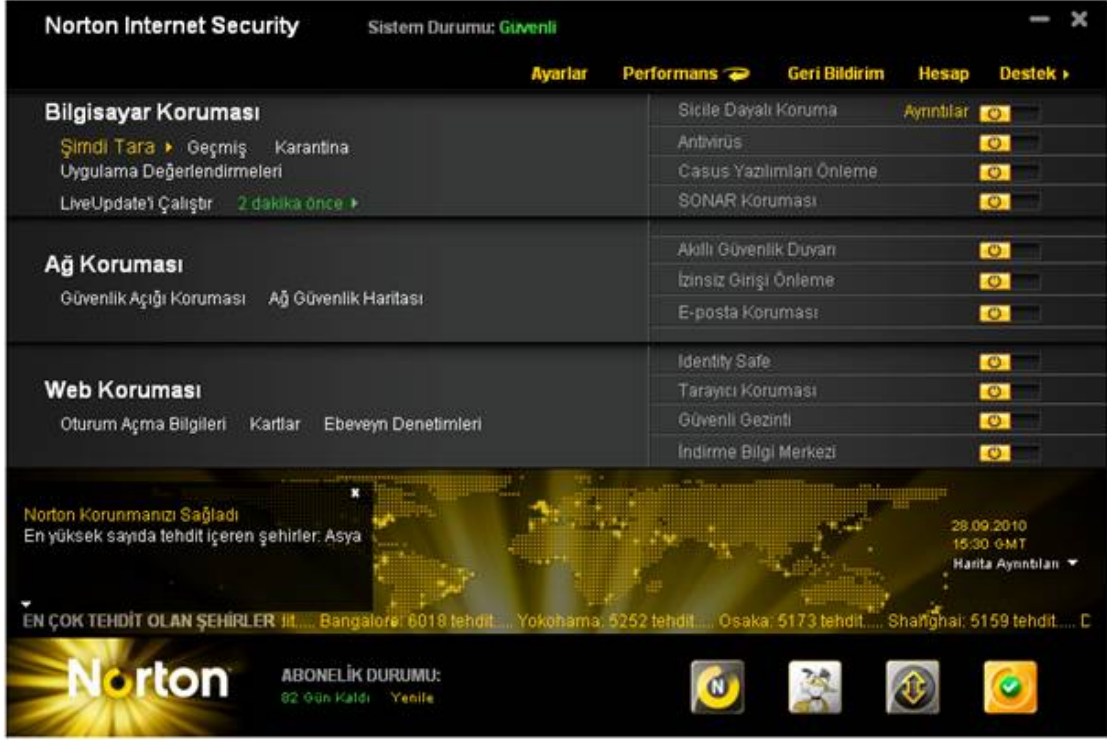 Norton Internet Security
Sistem Durumu: Güvenli
Ayarlar Performans Geri Bildirim Hesap Destek
Bilgisayar Koruması
Şimdi Tara Geçmiş Karantina
Uygulama Değerlendirmeleri
LiveUpdate'i Çalıştır 2 dakika önce
Sicile Dayalı Koruma Ayrıntılar
Antivirüs
Casus Yazılımları Önleme
SONAR Koruması
Ağ Koruması
Güvenlik Açığı Koruması Ağ Güvenlik Haritası
Akıllı Güvenlik Duvarı
İzinsiz Girişi Önleme
E-posta Koruması
Web Koruması
Oturum Açma Bilgileri Kartlar Ebeveyn Denetimleri
Identity Safe
Tarayıcı Koruması
Güvenli Gezinti
İndirme Bilgi Merkezi
Norton Korunmanızı Sağladı
En yüksek sayıda tehdit içeren şehirler: Asya
28.09.2010
15:30 GMT
Harita Ayrıntıları
EN ÇOK TEHDİT OLAN ŞEHİRLER dit.... Bangalore: 6018 tehdit.... Yokohama: 5252 tehdit.... Osaka: 5173 tehdit.... Shanghai: 5159 tehdit....
Norton
ABONELİK DURUMU:
82 Gün Kaldı Yenile
N